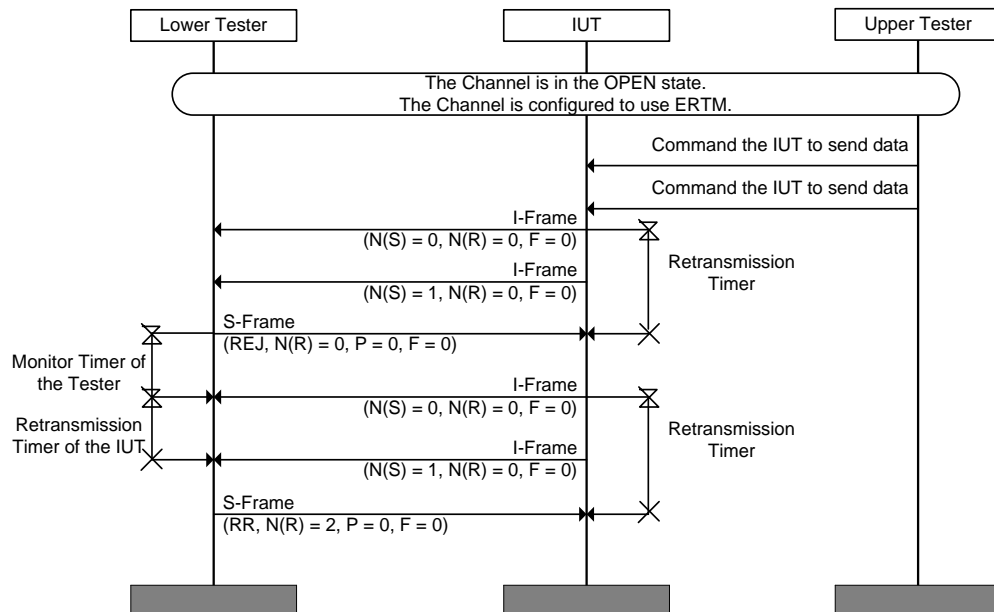 Lower Tester
IUT
Upper Tester
The Channel is in the OPEN state.
The Channel is configured to use ERTM.
Command the IUT to send data
Command the IUT to send data
I-Frame
(N(S) = 0, N(R) = 0, F = 0)
Retransmission
Timer
I-Frame
(N(S) = 1, N(R) = 0, F = 0)
S-Frame
(REJ, N(R) = 0, P = 0, F = 0)
Monitor Timer of
the Tester
I-Frame
(N(S) = 0, N(R) = 0, F = 0)
Retransmission
Timer of the IUT
Retransmission
Timer
I-Frame
(N(S) = 1, N(R) = 0, F = 0)
S-Frame
(RR, N(R) = 2, P = 0, F = 0)